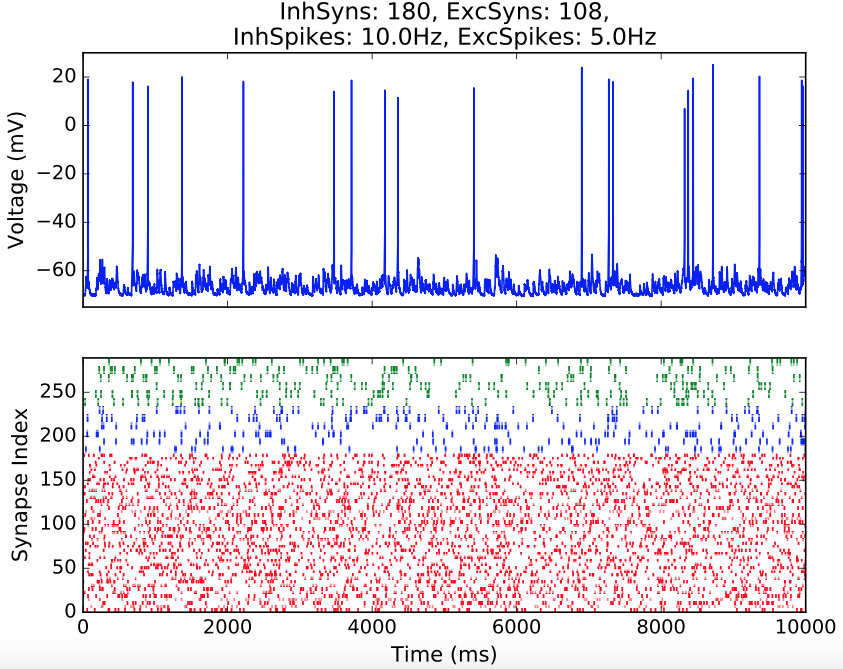 InhSyns: 180, ExcSyns: 108,
InhSpikes: 10.0Hz, ExcSpikes: 5.0Hz
20
0
−20
−40
−60
Voltage (mV)
250
200
150
100
50
0
Synapse Index
0 2000 4000 6000 8000 10000
Time (ms)